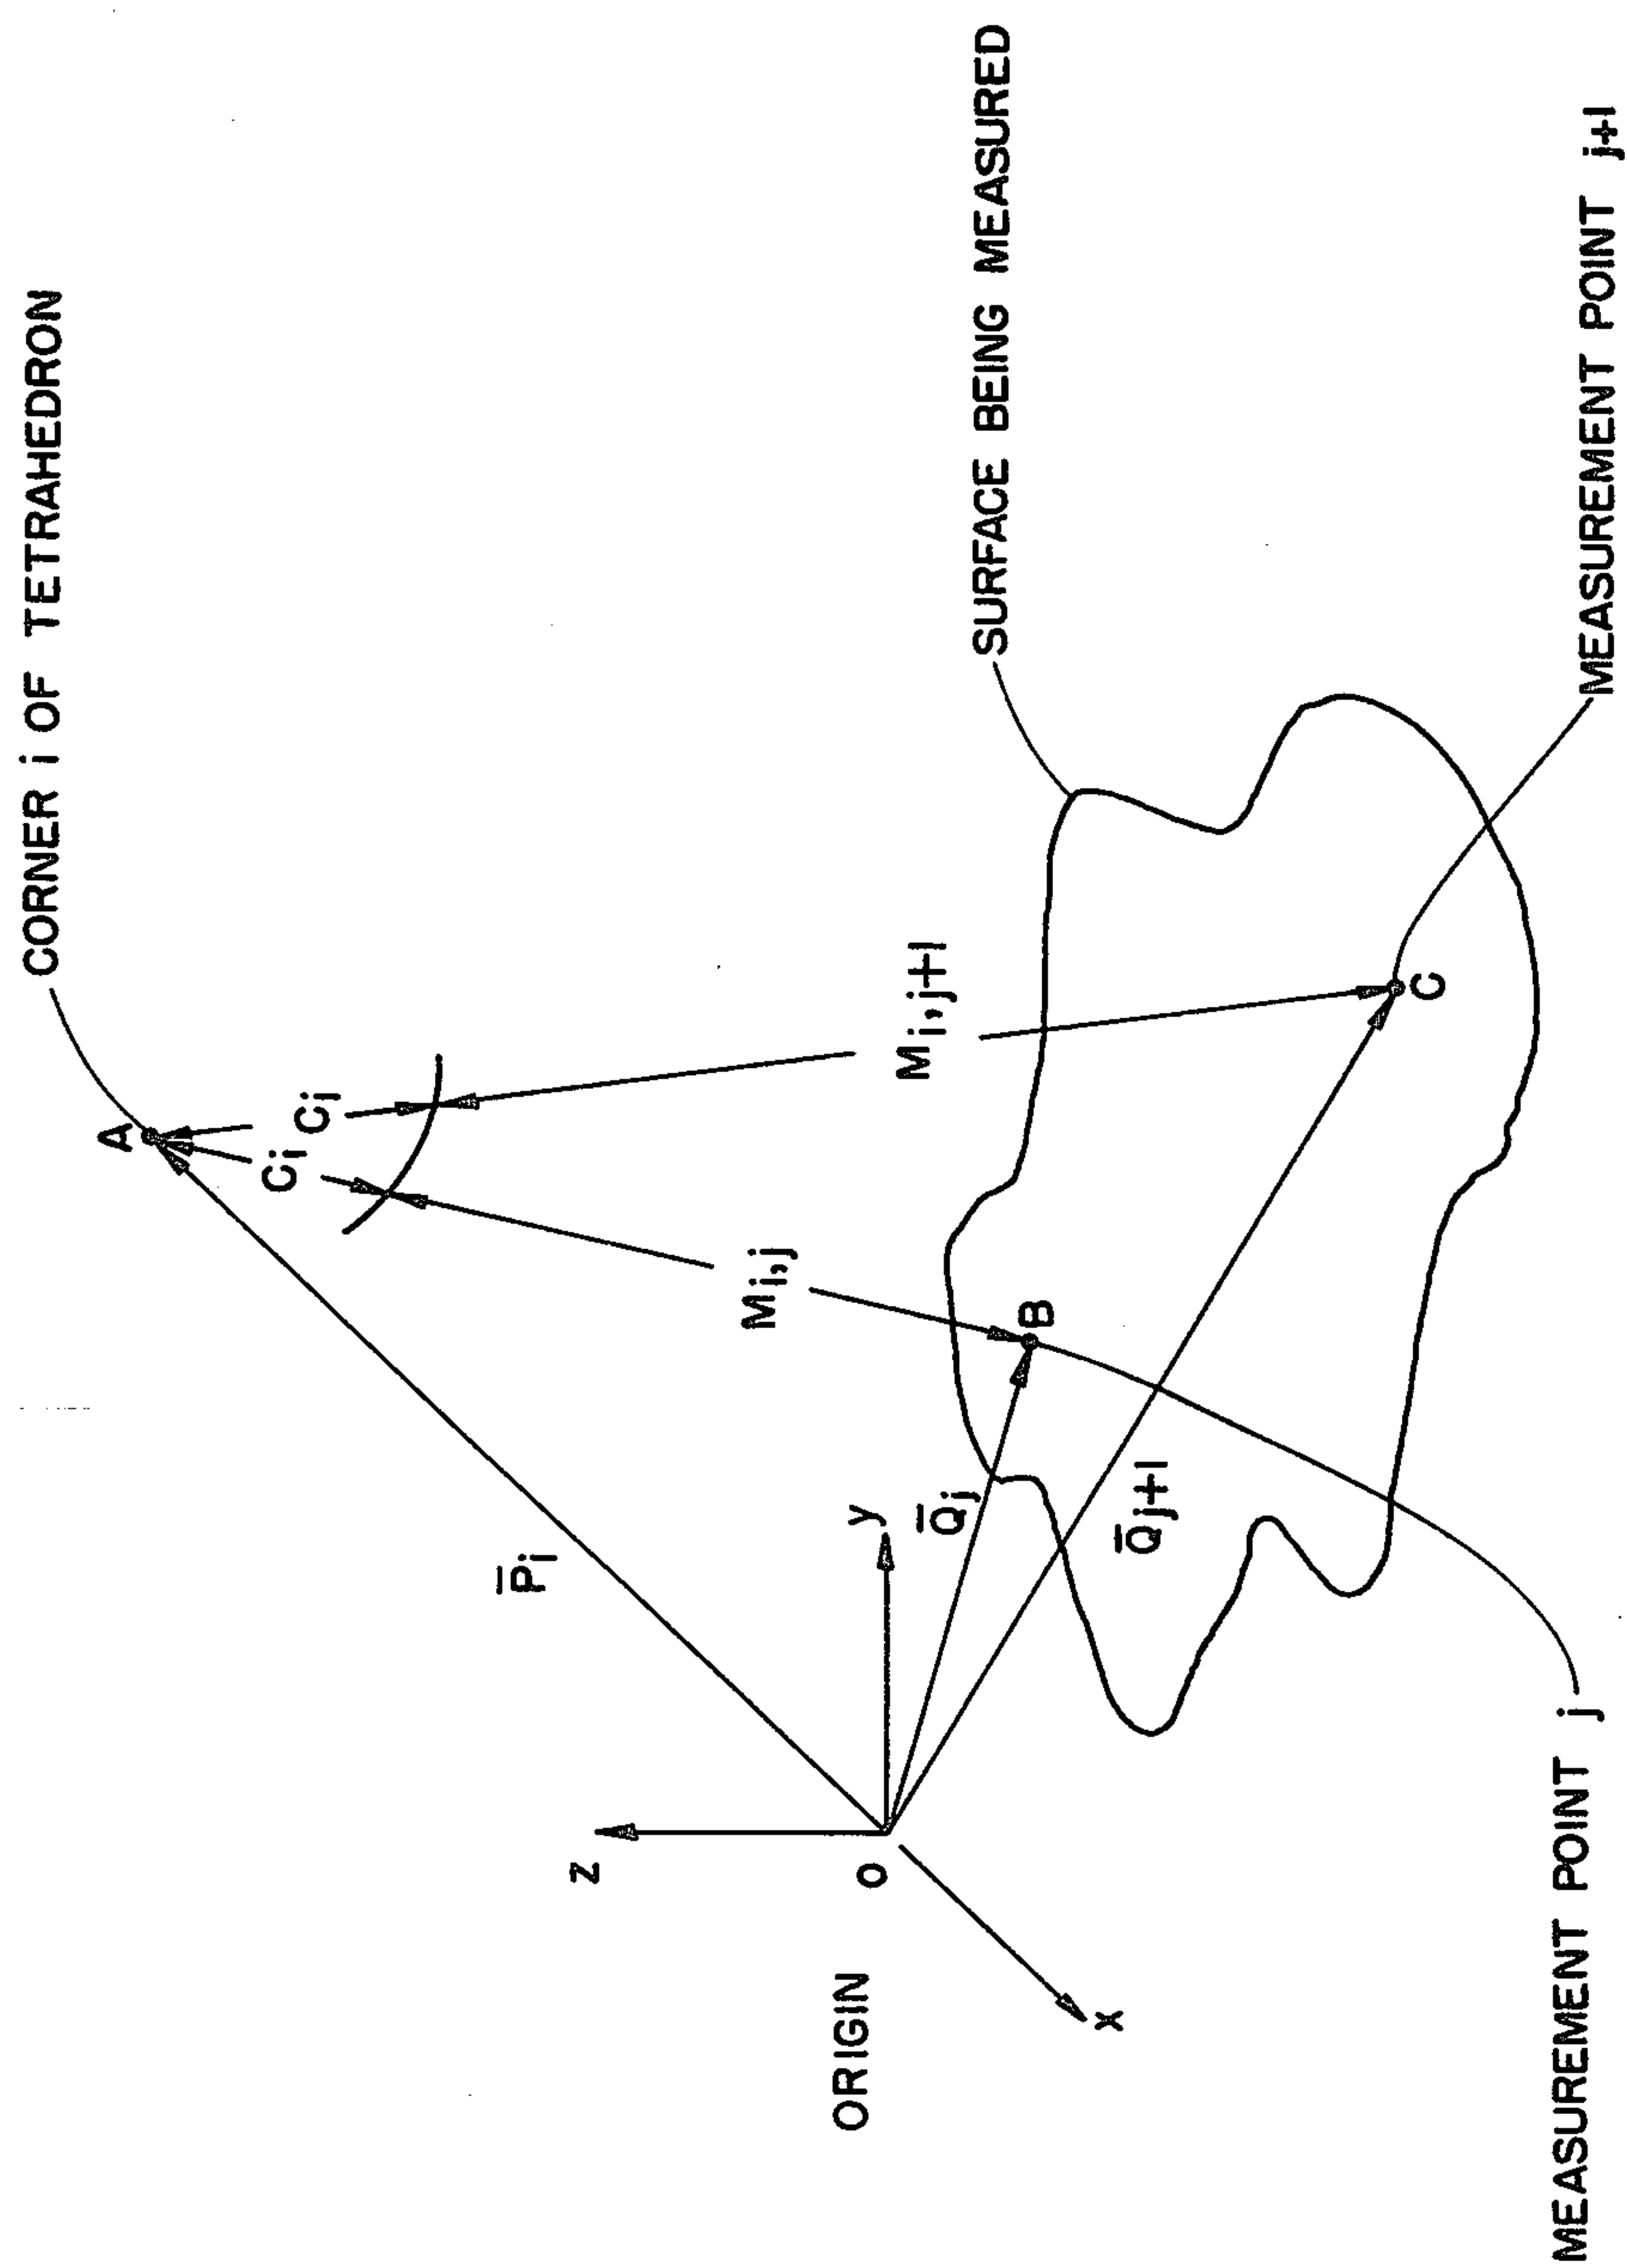 CORNER i OF TETRAHEDRON
A
Ci
Ci
Mi,j
Mi,j+1
P̄i
z
y
x
O
ORIGIN
Q̄j
Q̄j+1
B
C
SURFACE BEING MEASURED
MEASUREMENT POINT j
MEASUREMENT POINT j+1